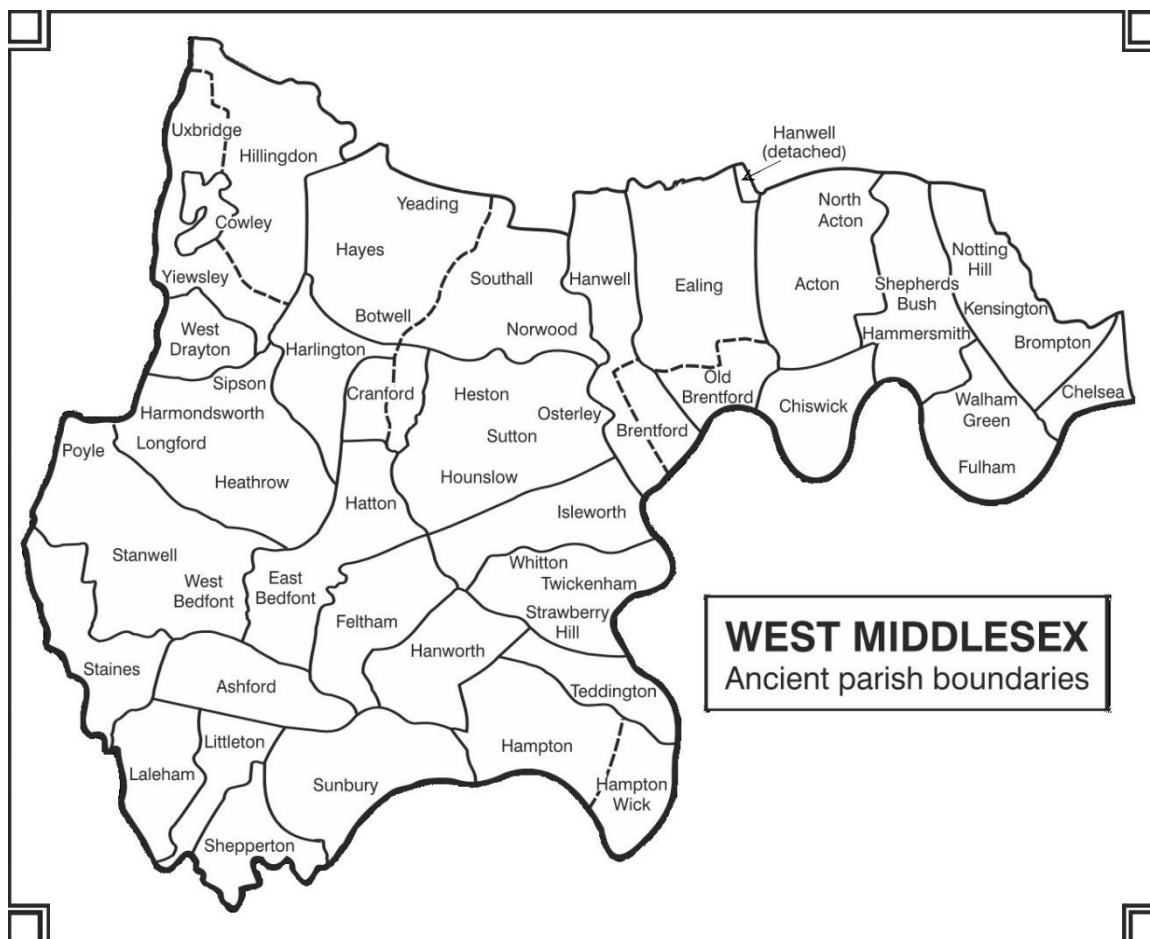 Hanwell
(detached)
Uxbridge
Hillingdon
Cowley
Yiewsley
West
Drayton
Yeading
Hayes
Botwell
Southall
Norwood
Hanwell
Ealing
North
Acton
Acton
Shepherds
Bush
Hammersmith
Notting
Hill
Kensington
Brompton
Chelsea
Walham
Green
Fulham
Chiswick
Old
Brentford
Brentford
Harlington
Cranford
Sipson
Harmondsworth
Longford
Heathrow
Poyle
Heston
Osterley
Sutton
Hounslow
Hatton
Isleworth
Stanwell
West
Bedfont
East
Bedfont
Feltham
Whitton
Twickenham
Strawberry
Hill
Hanworth
Teddington
Staines
Ashford
Laleham
Littleton
Shepperton
Sunbury
Hampton
Hampton
Wick
WEST MIDDLESEX
Ancient parish boundaries